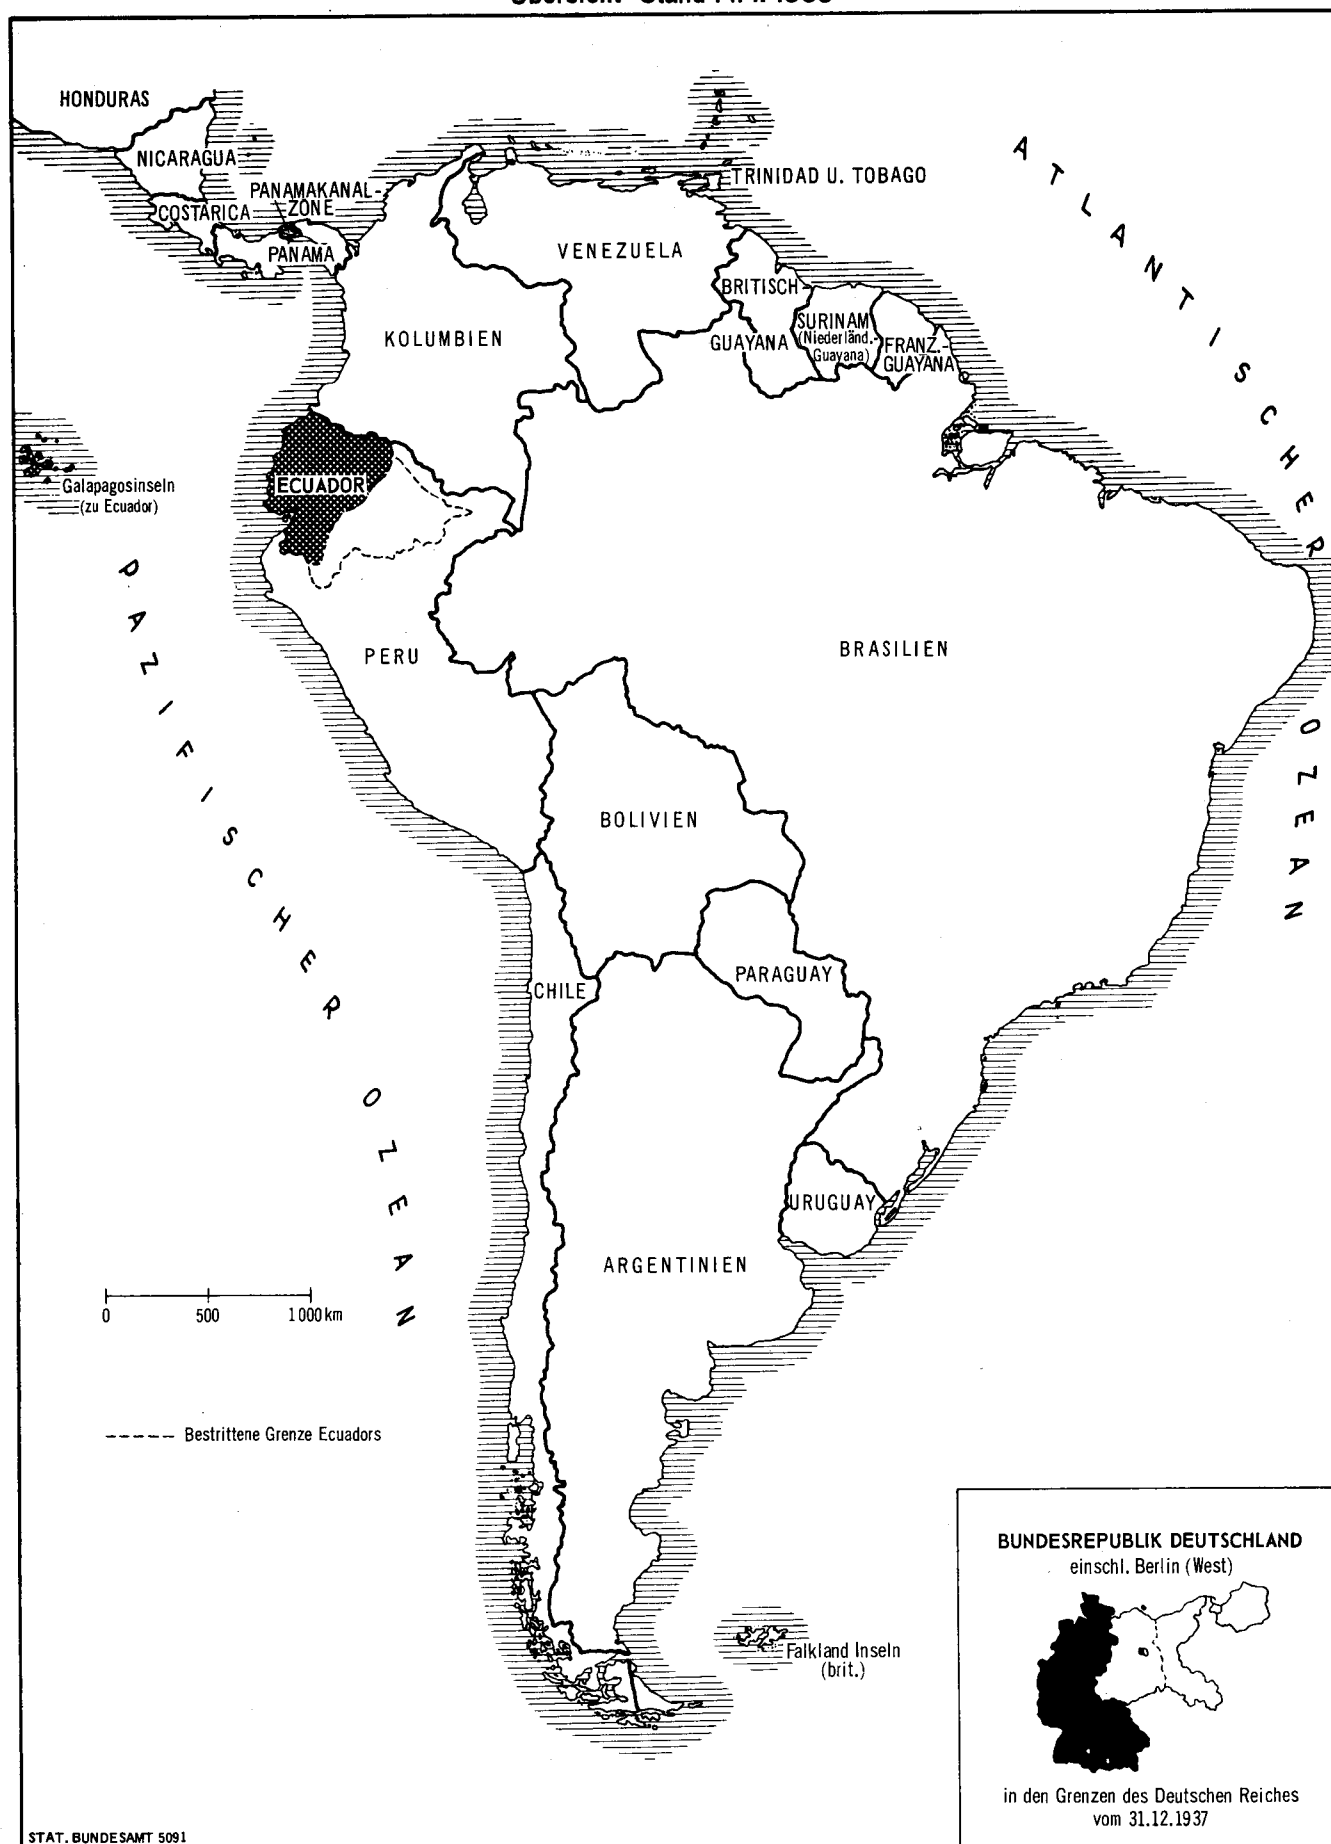 HONDURAS
NICARAGUA
COSTARICA
PANAMAKANAL-
ZONE
PANAMA
TRINIDAD U. TOBAGO
VENEZUELA
BRITISCH-
GUAYANA
SURINAM
(Niederländ.-
Guayana)
FRANZ.-
GUAYANA
KOLUMBIEN
ATLANTISCHER
OZEAN
ECUADOR
Galapagosinseln
(zu Ecuador)
PAZIFISCHER
OZEAN
PERU
BRASILIEN
BOLIVIEN
PARAGUAY
CHILE
URUGUAY
ARGENTINIEN
0 500 1000 km
Bestrittene Grenze Ecuadors
Falkland Inseln
(brit.)
BUNDESREPUBLIK DEUTSCHLAND
einschl. Berlin (West)
in den Grenzen des Deutschen Reiches
vom 31.12.1937
STAT. BUNDESAMT 5091